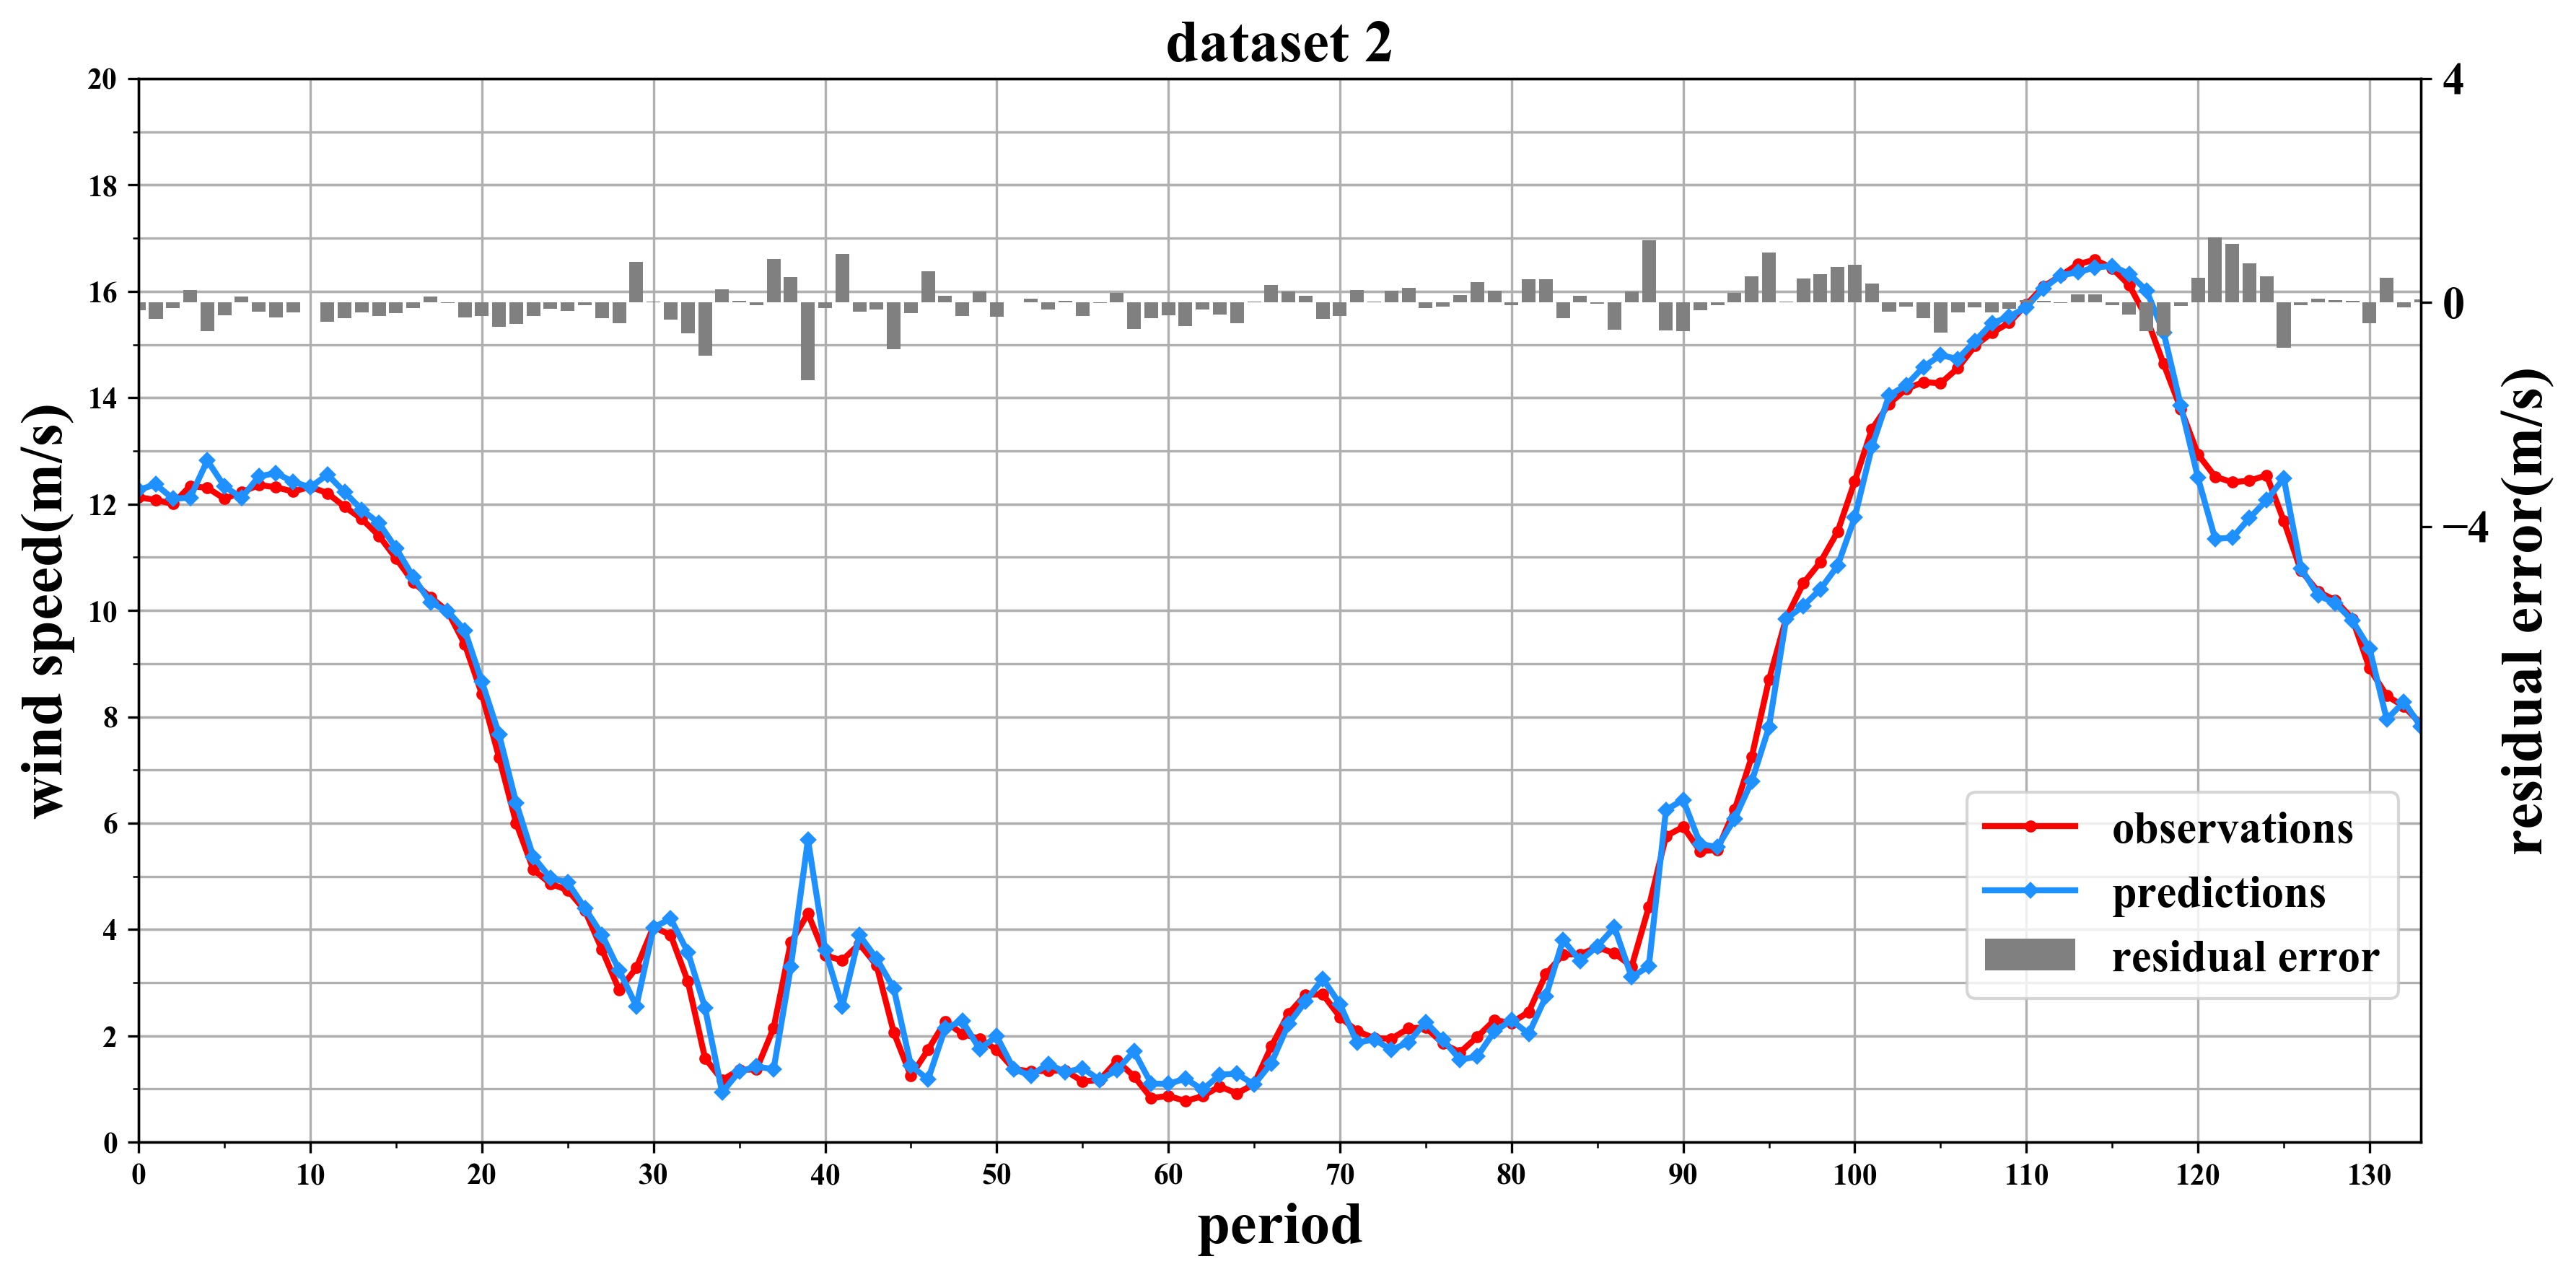 dataset 2
20
18
16
14
12
10
8
6
4
2
0
wind speed(m/s)
4
0
−4
residual error(m/s)
observations
predictions
residual error
0 10 20 30 40 50 60 70 80 90 100 110 120 130
period